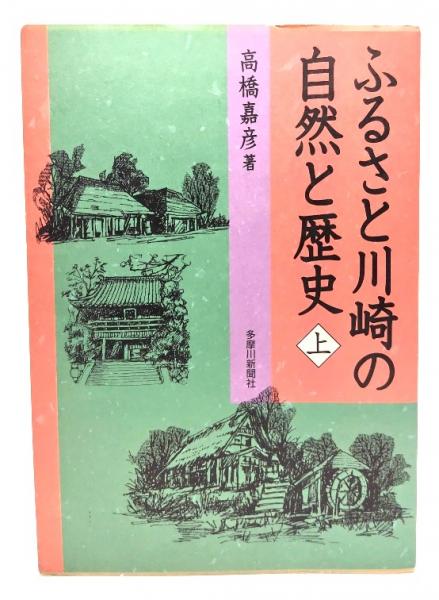 ふるさと川崎の
自然と歴史 上
高橋嘉彦 著
多摩川新聞社